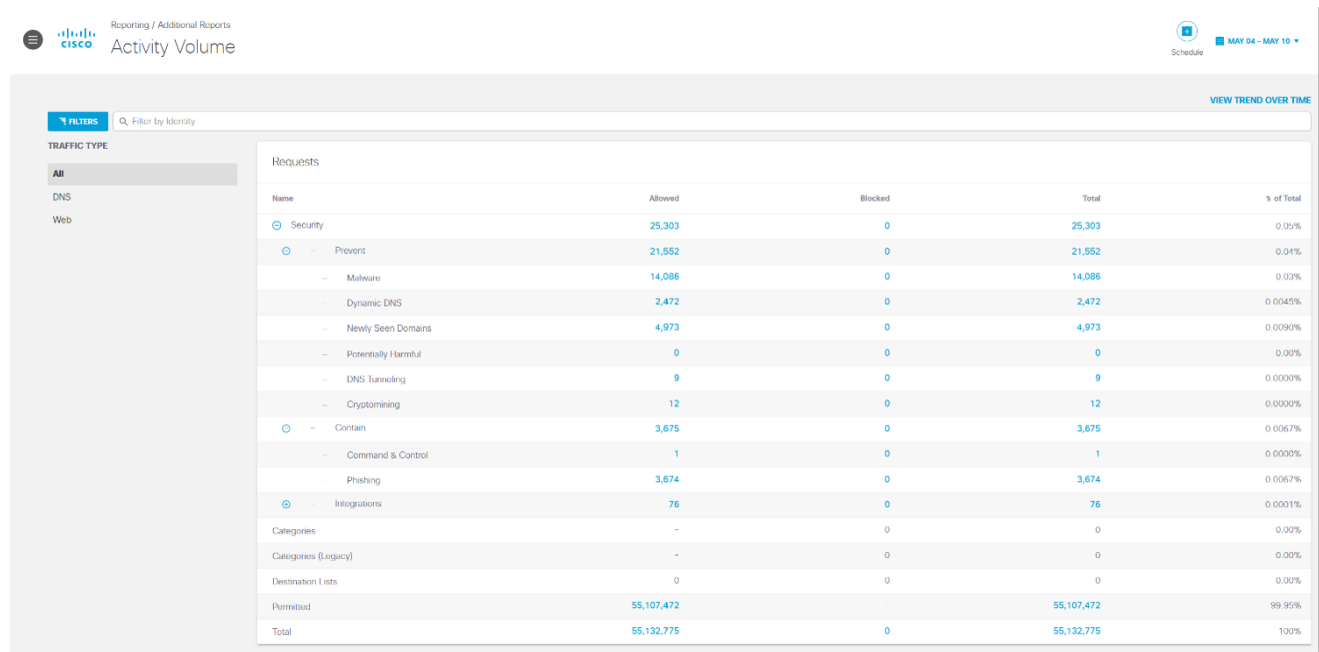 Reporting / Additional Reports
CISCO
Activity Volume
Schedule
MAY 04 - MAY 10
VIEW TREND OVER TIME
FILTERS
Filter by Identity
TRAFFIC TYPE
All
DNS
Web
Requests
Name Allowed Blocked Total % of Total
Security 25,303 0 25,303 0.05%
– Prevent 21,552 0 21,552 0.04%
– Malware 14,086 0 14,086 0.03%
– Dynamic DNS 2,472 0 2,472 0.0045%
– Newly Seen Domains 4,973 0 4,973 0.0090%
– Potentially Harmful 0 0 0 0.00%
– DNS Tunneling 9 0 9 0.0000%
– Cryptomining 12 0 12 0.0000%
– Contain 3,675 0 3,675 0.0067%
– Command & Control 1 0 1 0.0000%
– Phishing 3,674 0 3,674 0.0067%
– Integrations 76 0 76 0.0001%
Categories – 0 0 0.00%
Categories (Legacy) – 0 0 0.00%
Destination Lists 0 0 0 0.00%
Permitted 55,107,472 – 55,107,472 99.95%
Total 55,132,775 0 55,132,775 100%